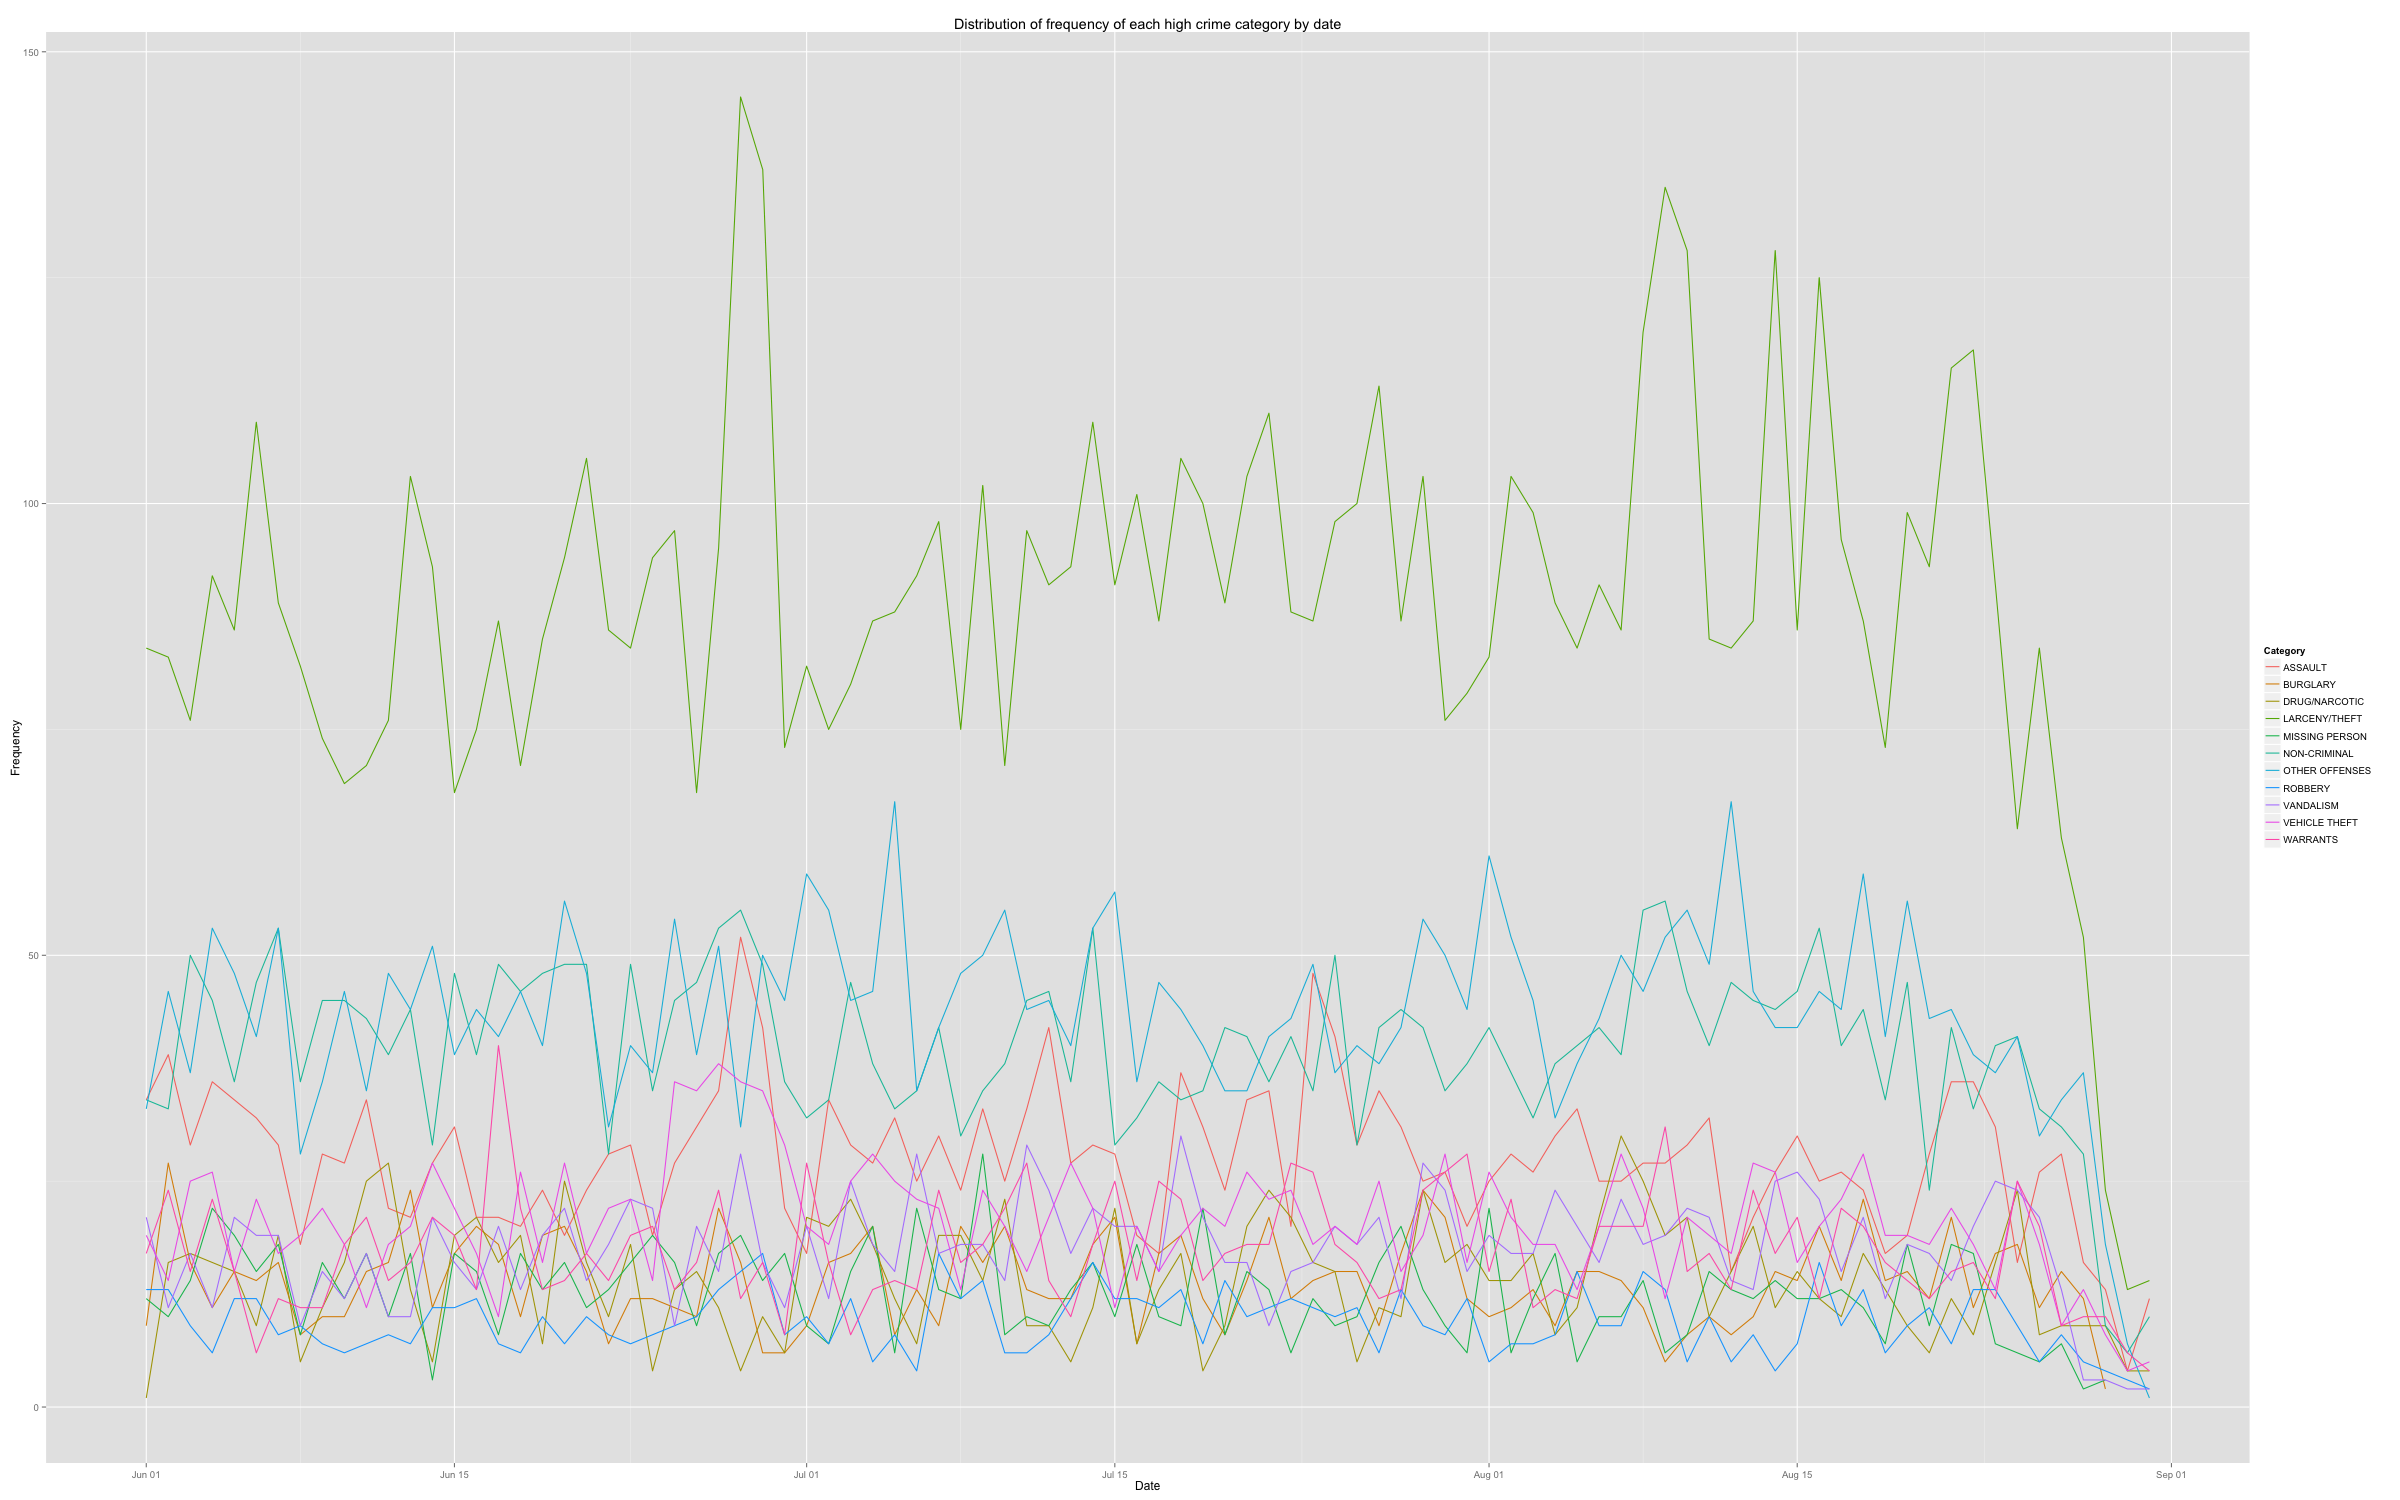 Distribution of frequency of each high crime category by date
150
100
50
0
Frequency
Jun 01
Jun 15
Jul 01
Jul 15
Aug 01
Aug 15
Sep 01
Date
Category
ASSAULT
BURGLARY
DRUG/NARCOTIC
LARCENY/THEFT
MISSING PERSON
NON-CRIMINAL
OTHER OFFENSES
ROBBERY
VANDALISM
VEHICLE THEFT
WARRANTS